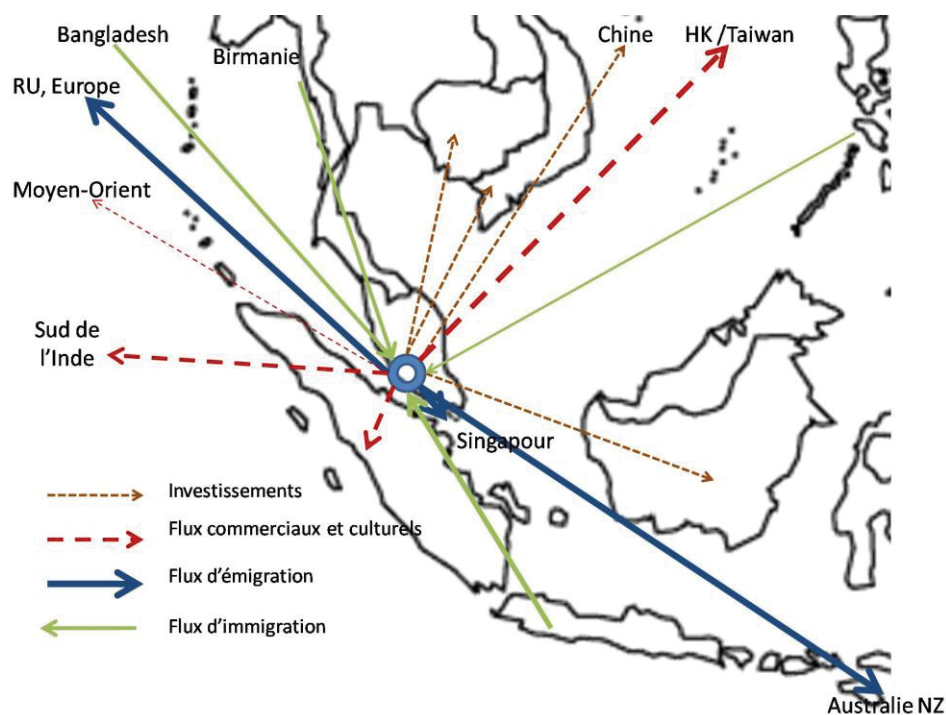 Bangladesh
Birmanie
Chine
HK /Taiwan
RU, Europe
Moyen-Orient
Sud de
l'Inde
Singapour
Investissements
Flux commerciaux et culturels
Flux d'émigration
Flux d'immigration
Australie NZ